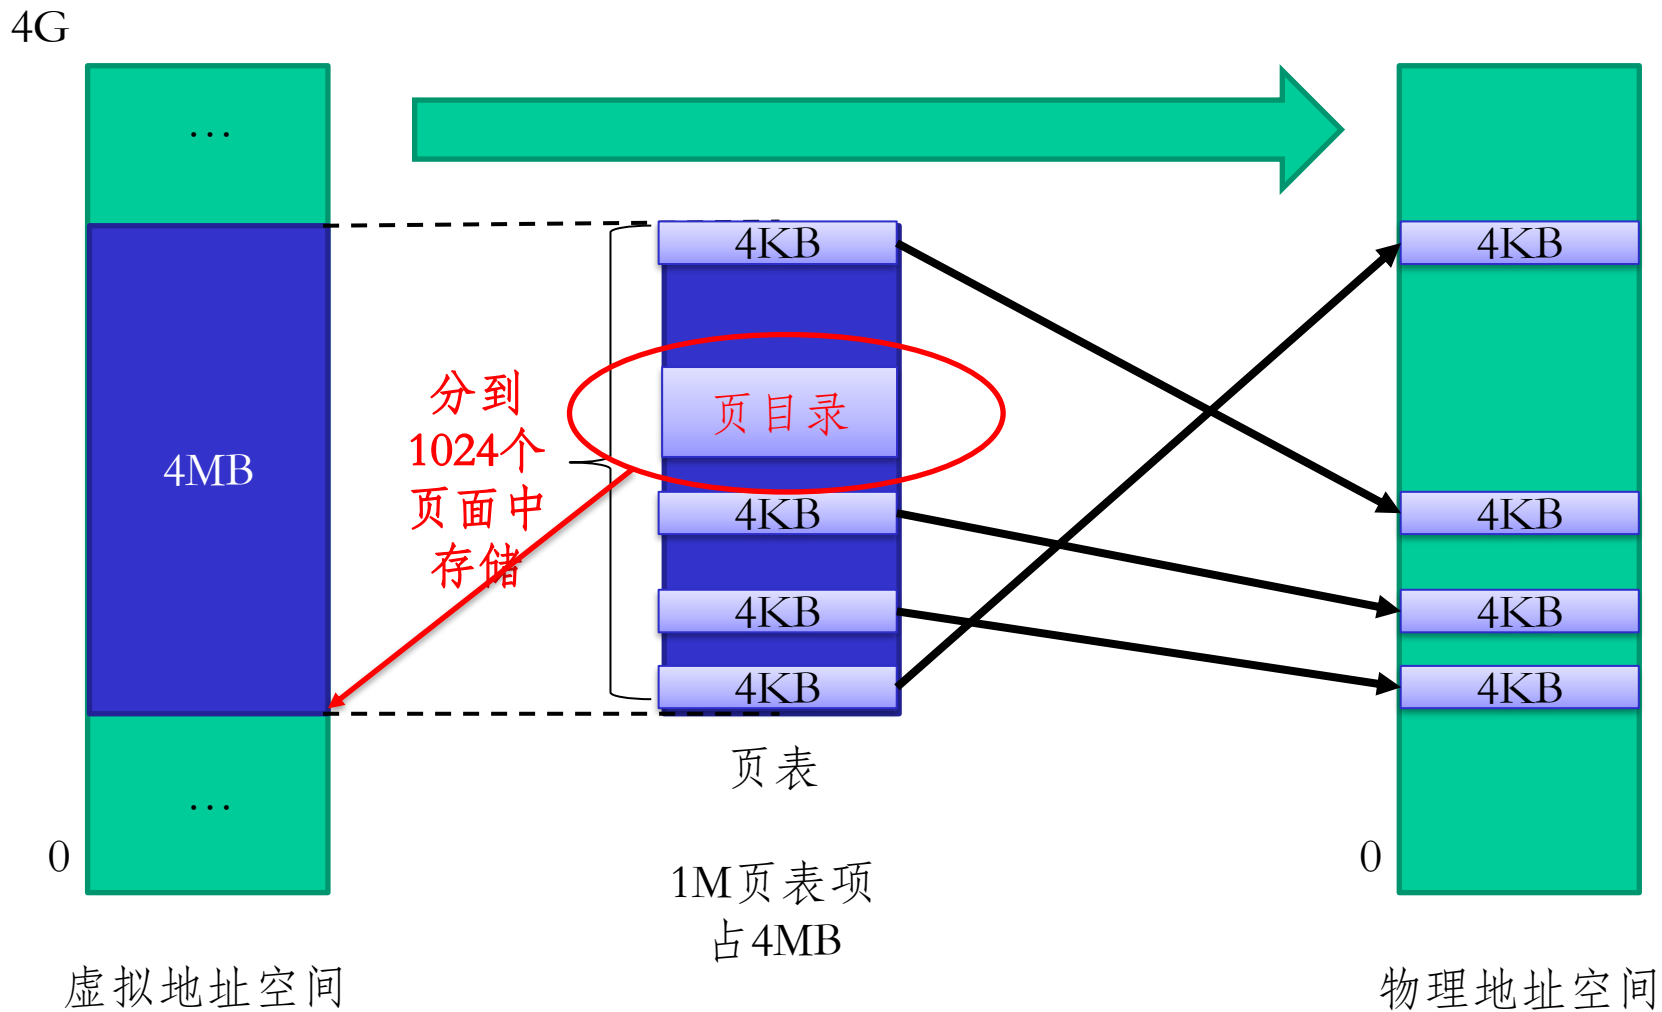 4G
…
4KB
4KB
分到
1024个
页面中
存储
页目录
4MB
4KB
4KB
4KB
4KB
4KB
4KB
页表
…
0
0
1M页表项
占4MB
虚拟地址空间
物理地址空间